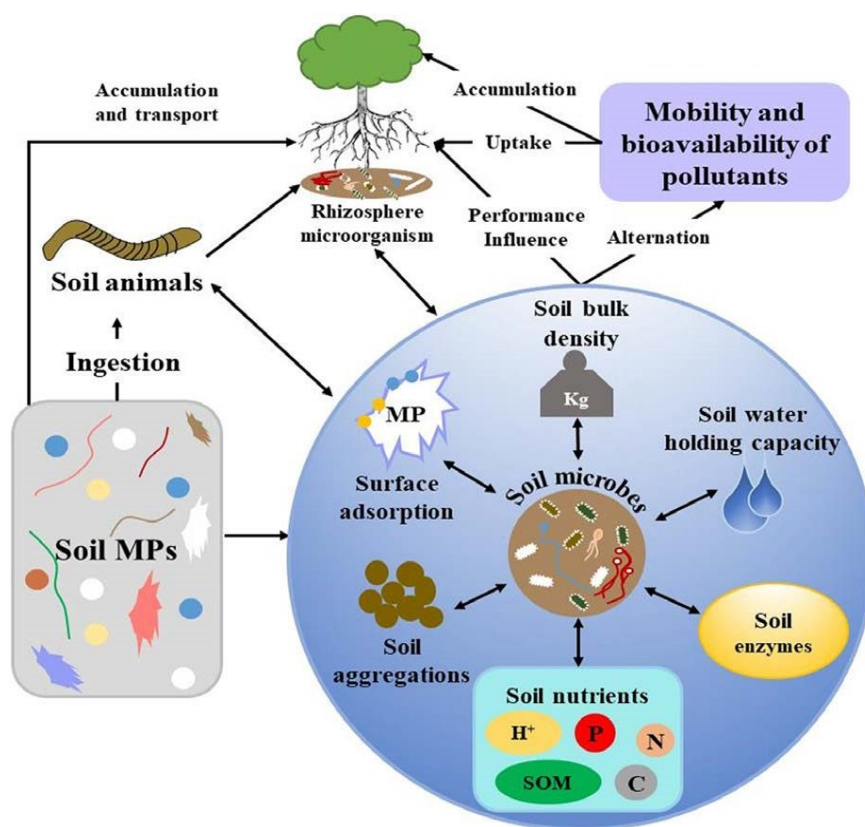 Accumulation
and transport
Accumulation
Uptake
Mobility and
bioavailability of
pollutants
Rhizosphere
microorganism
Performance
Influence
Alternation
Soil animals
Ingestion
Soil MPs
Soil bulk
density
Kg
MP
Surface
adsorption
Soil water
holding capacity
Soil microbes
Soil
aggregations
Soil
enzymes
Soil nutrients
H⁺
P
N
SOM
C